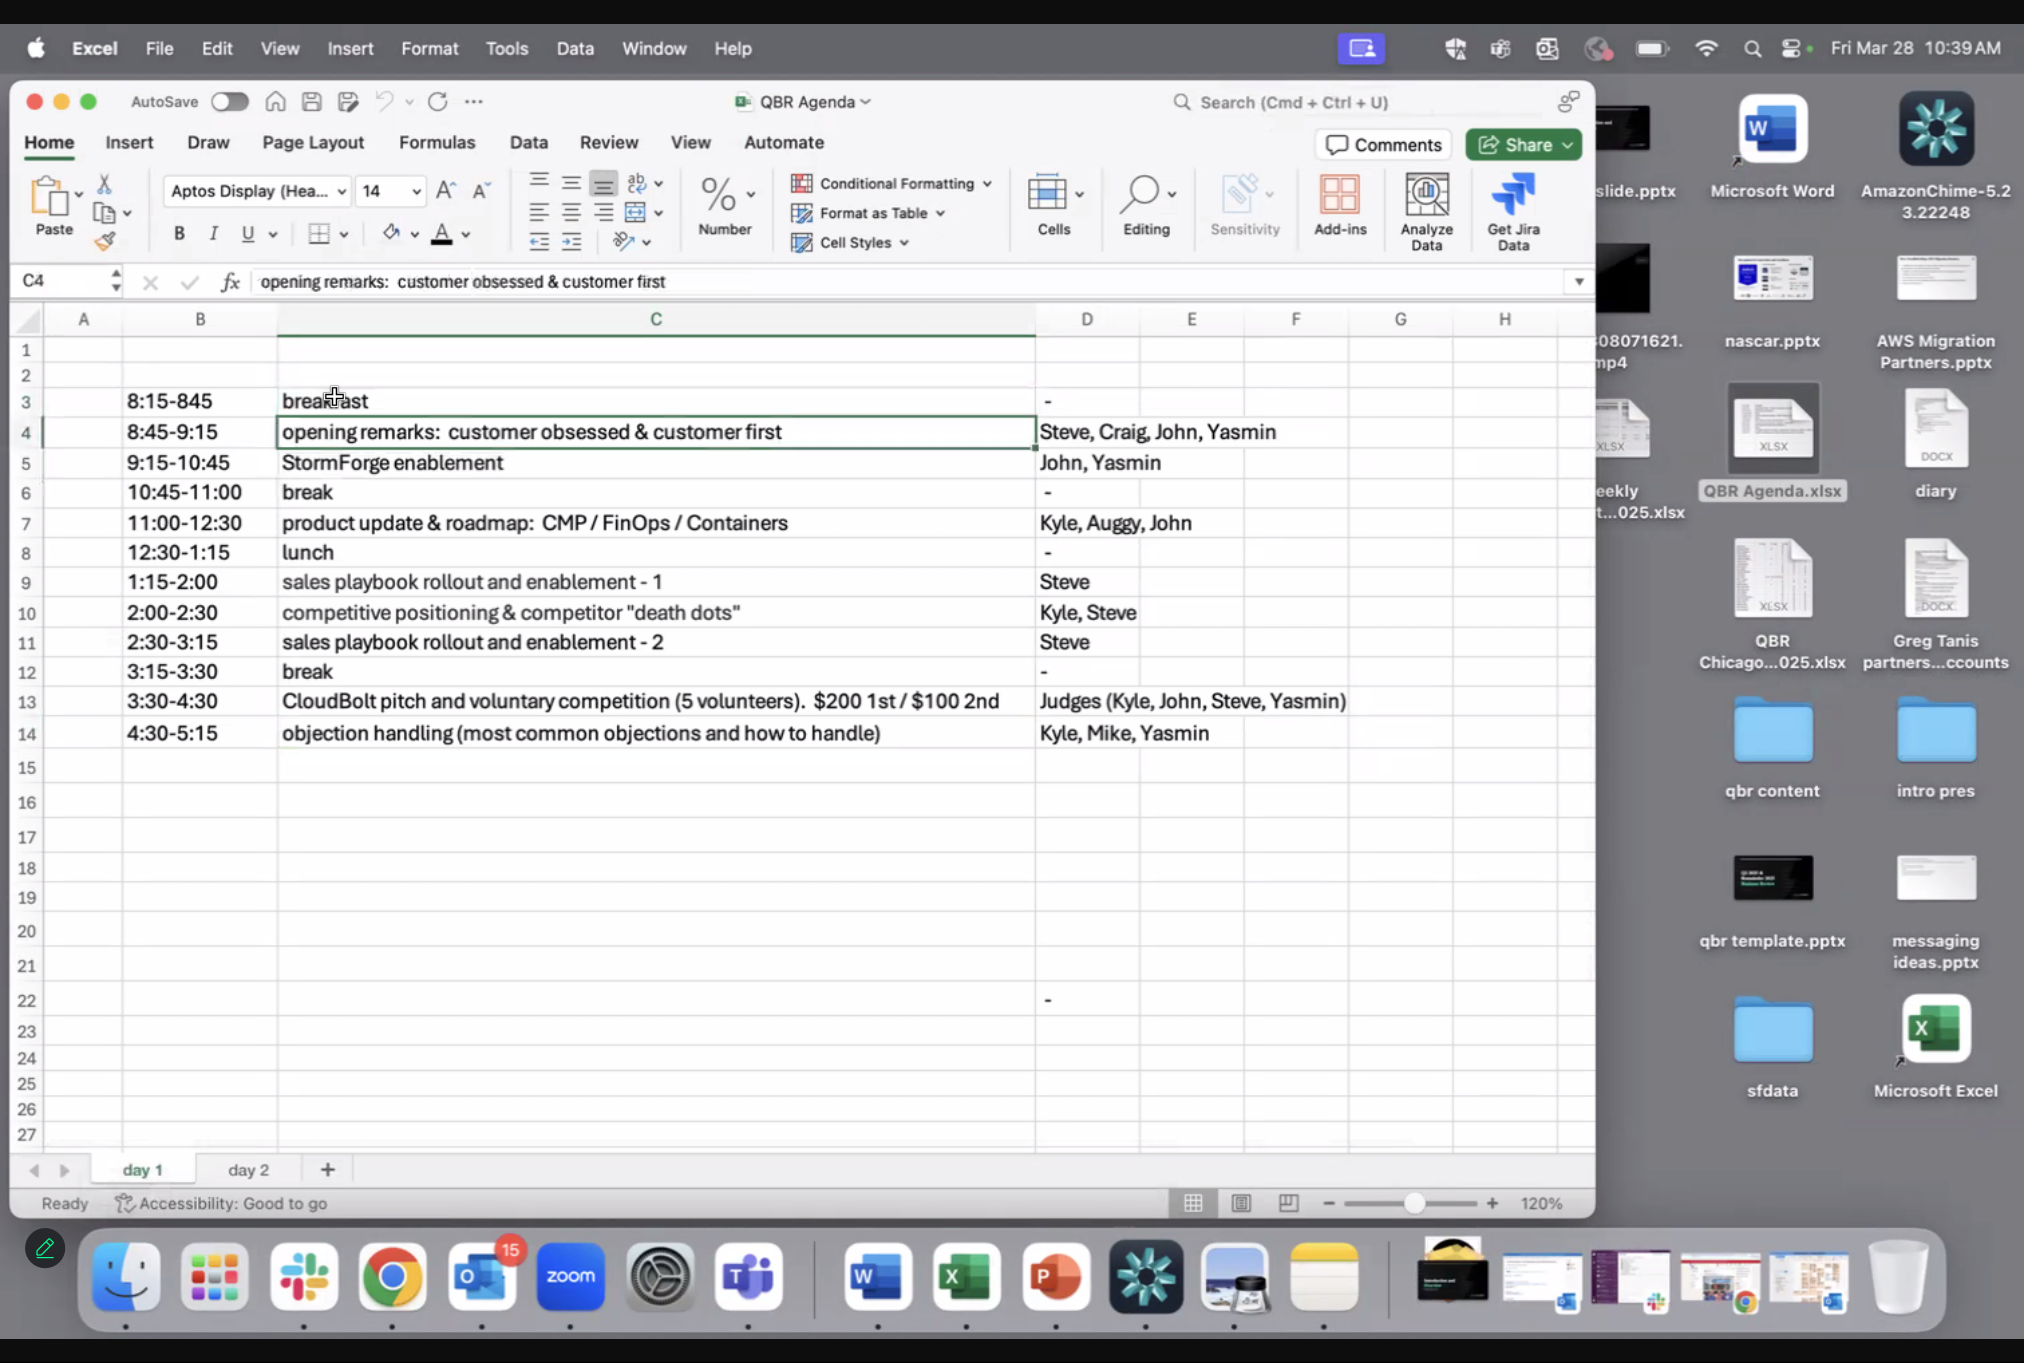 Excel File Edit View Insert Format Tools Data Window Help Fri Mar 28 10:39 AM
AutoSave QBR Agenda Search (Cmd + Ctrl + U)
Home Insert Draw Page Layout Formulas Data Review View Automate Comments Share
Paste Aptos Display (Hea... 14 A^ Aˇ B I U A ab % Number Conditional Formatting Format as Table Cell Styles Cells Editing Sensitivity Add-ins Analyze Data Get Jira Data
C4 fx opening remarks: customer obsessed & customer first
A B C D E F G H
1
2
3 8:15-845 breakfast -
4 8:45-9:15 opening remarks: customer obsessed & customer first Steve, Craig, John, Yasmin
5 9:15-10:45 StormForge enablement John, Yasmin
6 10:45-11:00 break -
7 11:00-12:30 product update & roadmap: CMP / FinOps / Containers Kyle, Auggy, John
8 12:30-1:15 lunch -
9 1:15-2:00 sales playbook rollout and enablement - 1 Steve
10 2:00-2:30 competitive positioning & competitor "death dots" Kyle, Steve
11 2:30-3:15 sales playbook rollout and enablement - 2 Steve
12 3:15-3:30 break -
13 3:30-4:30 CloudBolt pitch and voluntary competition (5 volunteers). $200 1st / $100 2nd Judges (Kyle, John, Steve, Yasmin)
14 4:30-5:15 objection handling (most common objections and how to handle) Kyle, Mike, Yasmin
15
16
17
18
19
20
21
22 -
23
24
25
26
27
day 1 day 2 +
Ready Accessibility: Good to go 120%
slide.pptx
W
Microsoft Word
AmazonChime-5.2
3.22248
08071621.
mp4
nascar.pptx
AWS Migration
Partners.pptx
XLSX
eekly
t...025.xlsx
XLSX
QBR Agenda.xlsx
DOCX
diary
XLSX
QBR
Chicago...025.xlsx
DOCX
Greg Tanis
partners...ccounts
qbr content
intro pres
qbr template.pptx
messaging
ideas.pptx
sfdata
X
Microsoft Excel
O 15 zoom T W X P